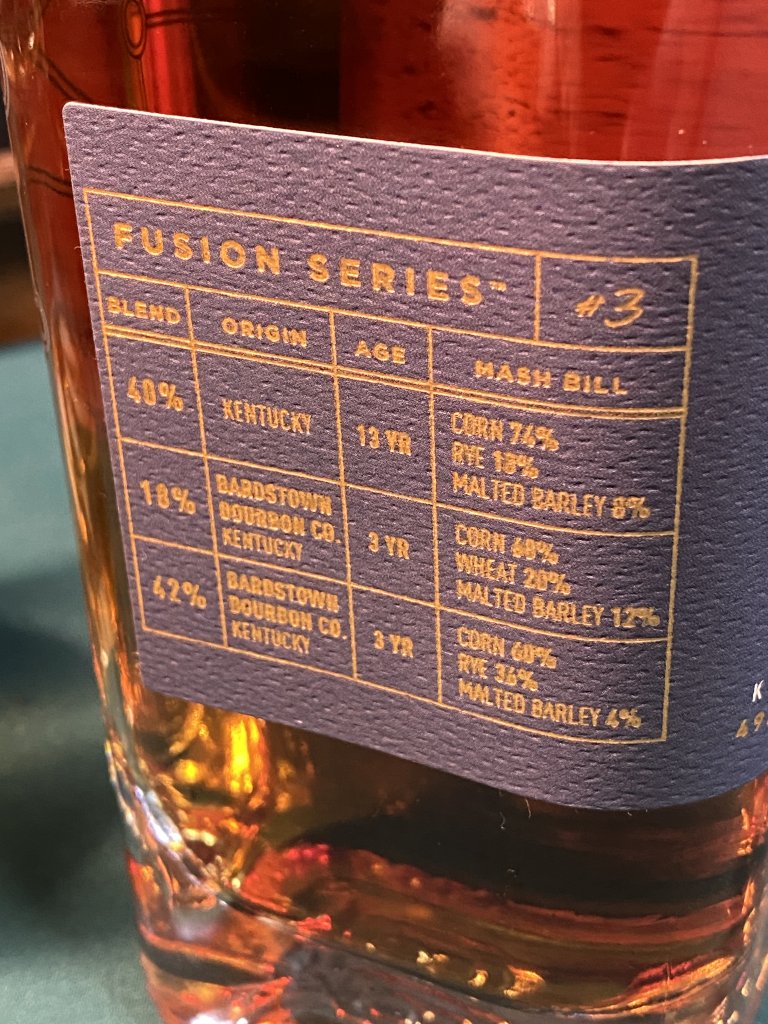 FUSION SERIES™ #3
BLEND ORIGIN AGE MASH BILL
40% KENTUCKY 13 YR
CORN 74%
RYE 18%
MALTED BARLEY 8%
18% BARDSTOWN
BOURBON CO.
KENTUCKY
3 YR
CORN 68%
WHEAT 20%
MALTED BARLEY 12%
42% BARDSTOWN
BOURBON CO.
KENTUCKY
3 YR
CORN 60%
RYE 36%
MALTED BARLEY 4%
K
49